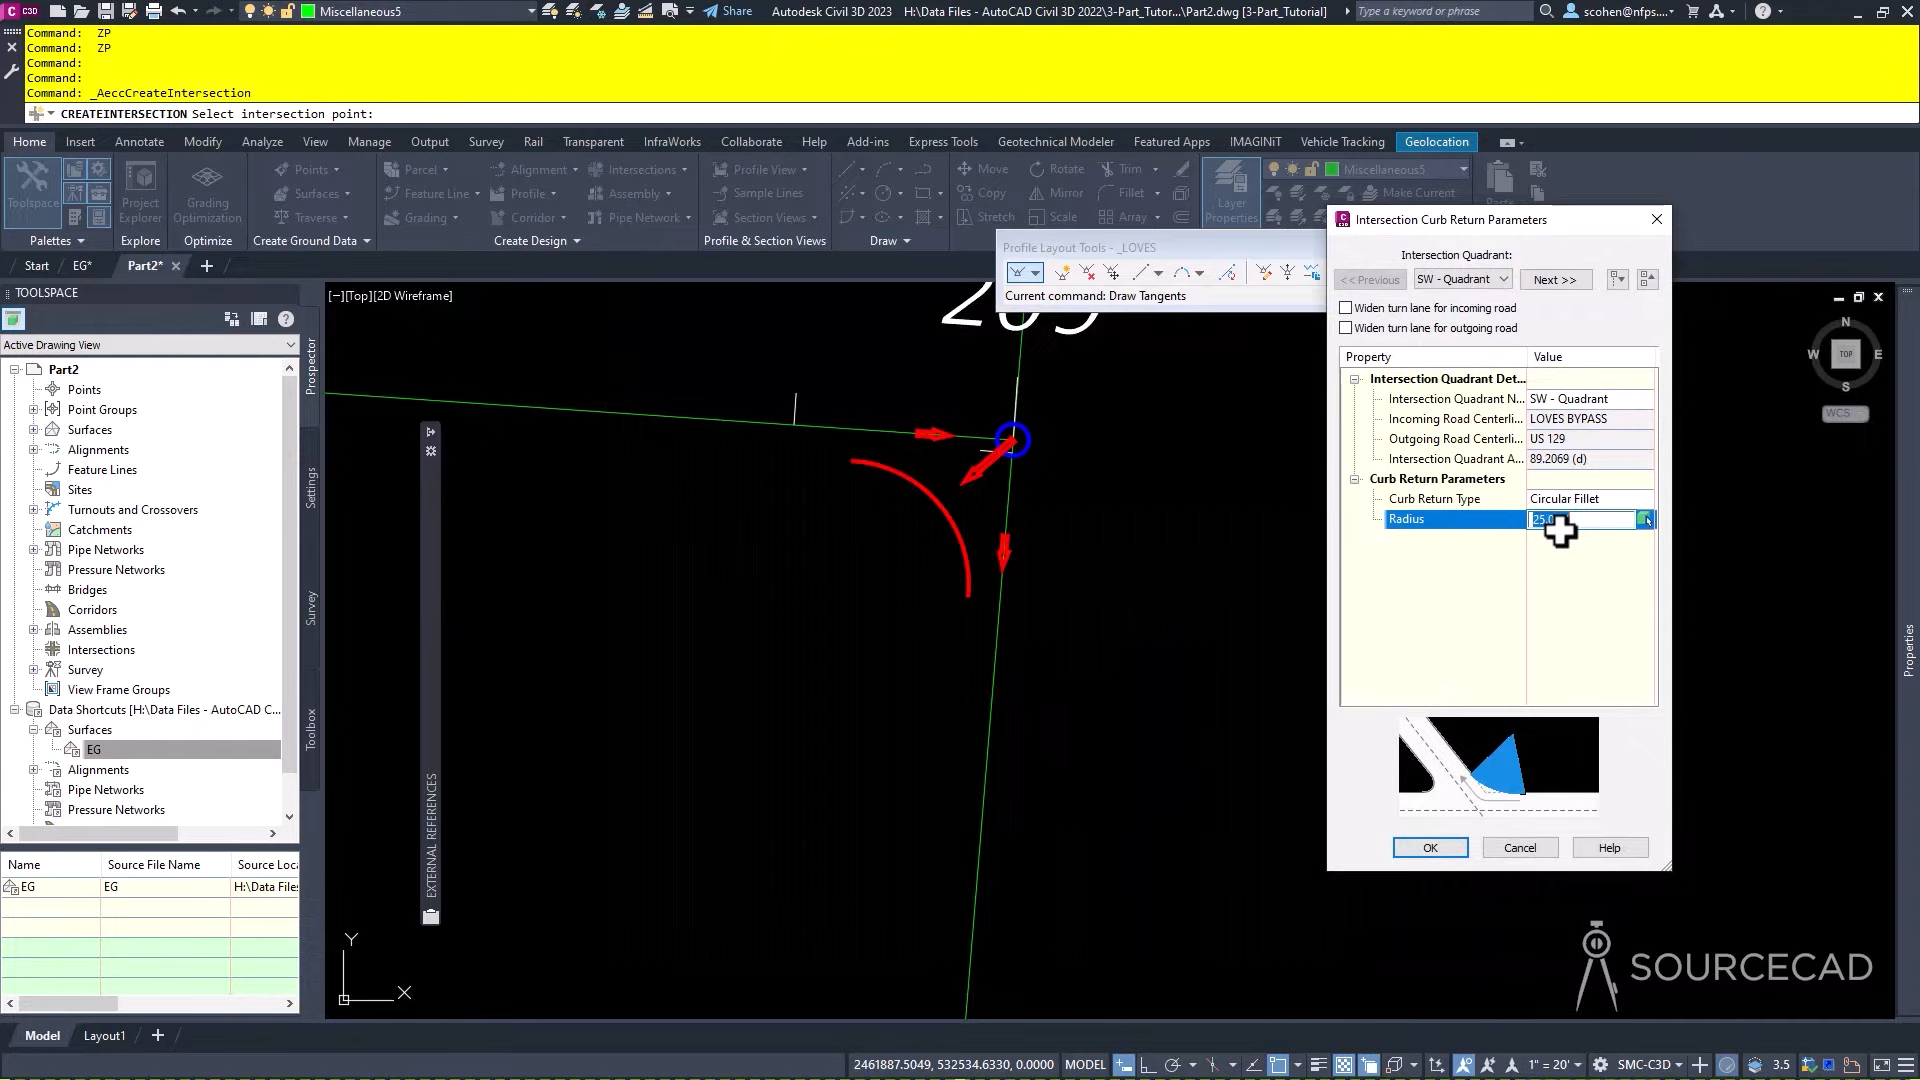 C3D
Miscellaneous5
Share
Autodesk Civil 3D 2023
H:\Data Files - AutoCAD Civil 3D 2022\3-Part_Tutor...\Part2.dwg [3-Part_Tutorial]
Type a keyword or phrase
scohen@nfps....
Command: ZP
Command: ZP
Command:
Command:
Command: _AeccCreateIntersection
CREATEINTERSECTION Select intersection point:
Home Insert Annotate Modify Analyze View Manage Output Survey Rail Transparent InfraWorks Collaborate Help Add-ins Express Tools Geotechnical Modeler Featured Apps IMAGINiT Vehicle Tracking Geolocation
Points Parcel Alignment Intersections Profile View Move Rotate Trim Miscellaneous5
Toolspace Project Explorer Grading Optimization Surfaces Feature Line Profile Assembly Sample Lines Copy Mirror Fillet Layer Properties Make Current
Traverse Grading Corridor Pipe Network Section Views Stretch Scale Array
Palettes Explore Optimize Create Ground Data Create Design Profile & Section Views Draw
Start EG* Part2*
Profile Layout Tools - _LOVES
Current command: Draw Tangents
TOOLSPACE
Active Drawing View
Part2
Points
Point Groups
Surfaces
Alignments
Feature Lines
Sites
Turnouts and Crossovers
Catchments
Pipe Networks
Pressure Networks
Bridges
Corridors
Assemblies
Intersections
Survey
View Frame Groups
Data Shortcuts [H:\Data Files - AutoCAD C...
Surfaces
EG
Alignments
Pipe Networks
Pressure Networks
Prospector
Settings
Survey
Toolbox
Name Source File Name Source Loca
EG EG H:\Data Files
[−][Top][2D Wireframe]
EXTERNAL REFERENCES
Y
X
N
W TOP E
S
WCS
Properties
Intersection Curb Return Parameters
Intersection Quadrant:
<< Previous SW - Quadrant Next >>
Widen turn lane for incoming road
Widen turn lane for outgoing road
Property Value
Intersection Quadrant Det...
Intersection Quadrant N... SW - Quadrant
Incoming Road Centerli... LOVES BYPASS
Outgoing Road Centerli... US 129
Intersection Quadrant A... 89.2069 (d)
Curb Return Parameters
Curb Return Type Circular Fillet
Radius
OK Cancel Help
SOURCECAD
Model Layout1
2461887.5049, 532534.6330, 0.0000 MODEL 1" = 20' SMC-C3D 3.5